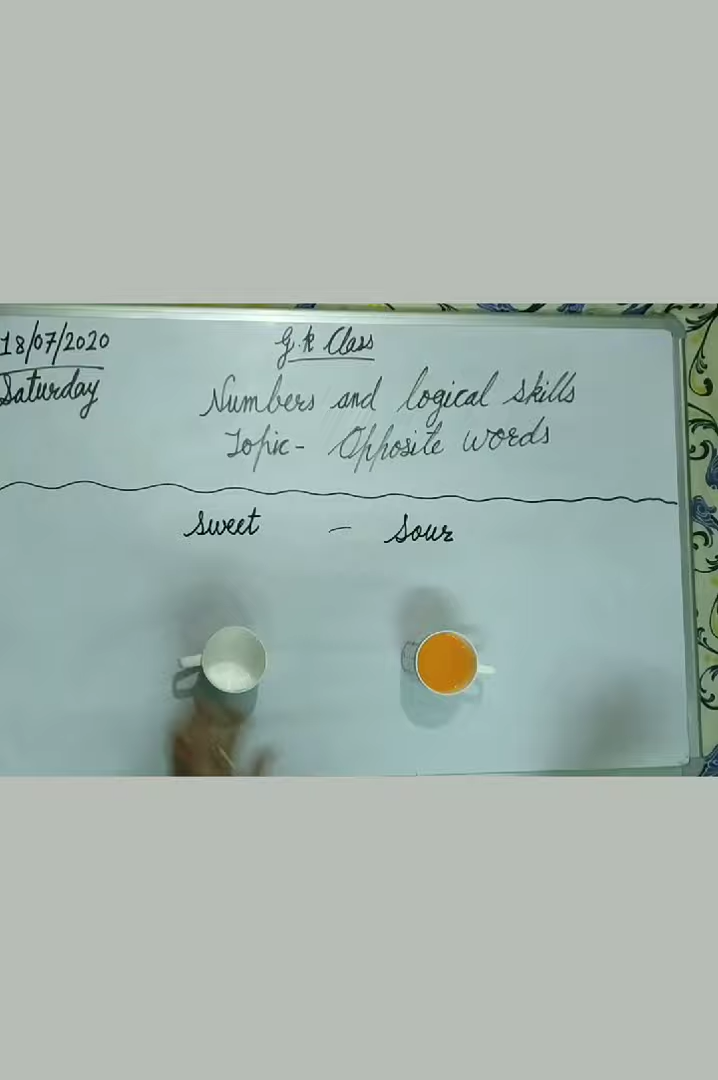 18/07/2020
Saturday
G.K Class
Numbers and logical skills
Topic- Opposite words
sweet - sour